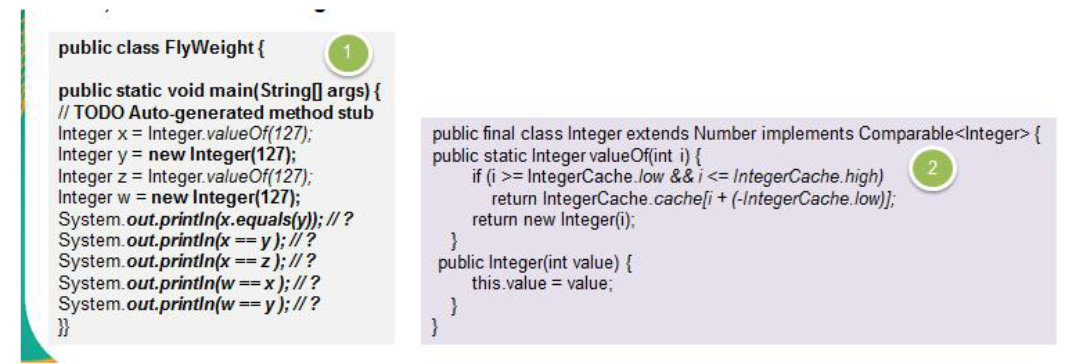 public class FlyWeight {
1
public static void main(String[] args) {
// TODO Auto-generated method stub
Integer x = Integer.valueOf(127);
Integer y = new Integer(127);
Integer z = Integer.valueOf(127);
Integer w = new Integer(127);
System.out.println(x.equals(y)); // ?
System.out.println(x == y ); // ?
System.out.println(x == z ); // ?
System.out.println(w == x ); // ?
System.out.println(w == y ); // ?
}}
public final class Integer extends Number implements Comparable<Integer> {
public static Integer valueOf(int i) {
2
if (i >= IntegerCache.low && i <= IntegerCache.high)
return IntegerCache.cache[i + (-IntegerCache.low)];
return new Integer(i);
}
public Integer(int value) {
this.value = value;
}
}